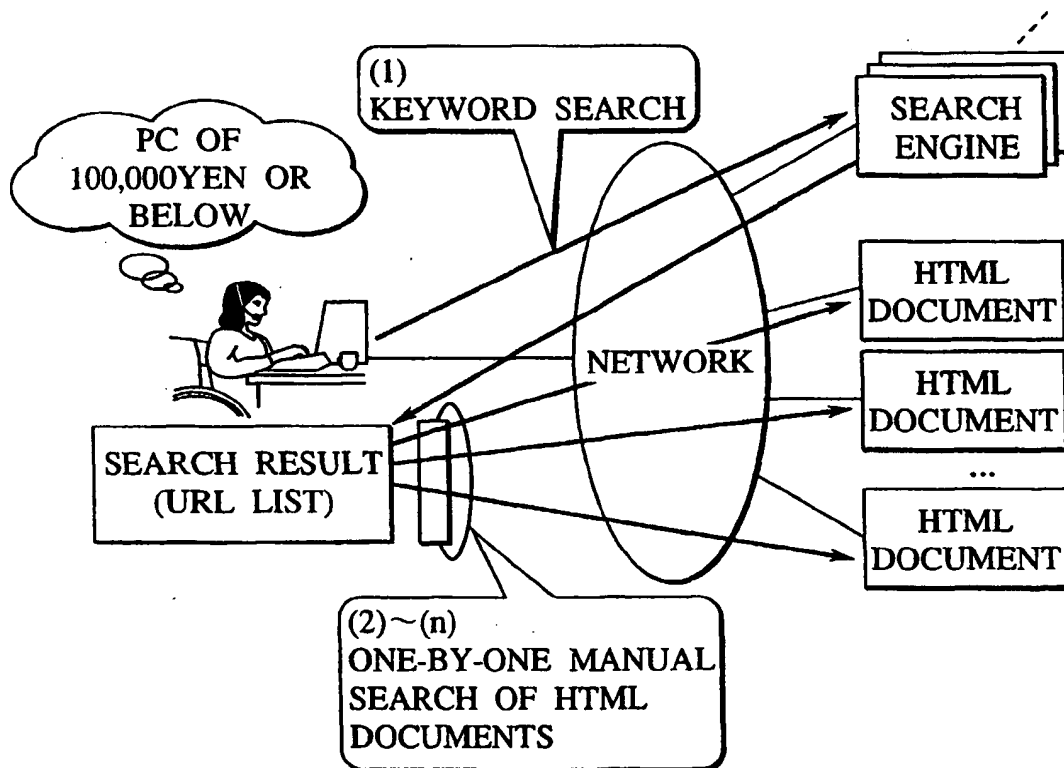 (1)
KEYWORD SEARCH
SEARCH
ENGINE
PC OF
100,000YEN OR
BELOW
HTML
DOCUMENT
NETWORK
HTML
DOCUMENT
...
SEARCH RESULT
(URL LIST)
HTML
DOCUMENT
(2)~(n)
ONE-BY-ONE MANUAL
SEARCH OF HTML
DOCUMENTS